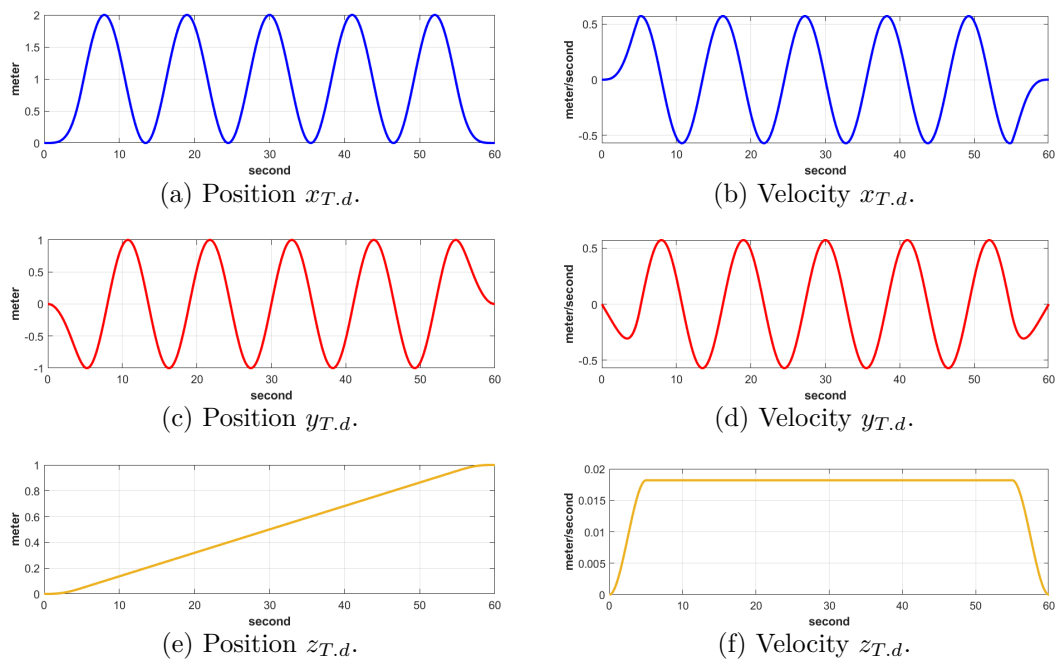 2
1.5
1
0.5
0
meter
0 10 20 30 40 50 60
second
(a) Position x_{T.d}.
0.5
0
-0.5
meter/second
0 10 20 30 40 50 60
second
(b) Velocity x_{T.d}.
1
0.5
0
-0.5
-1
meter
0 10 20 30 40 50 60
second
(c) Position y_{T.d}.
0.5
0
-0.5
meter/second
0 10 20 30 40 50 60
second
(d) Velocity y_{T.d}.
1
0.8
0.6
0.4
0.2
0
meter
0 10 20 30 40 50 60
second
(e) Position z_{T.d}.
0.02
0.015
0.01
0.005
0
meter/second
0 10 20 30 40 50 60
second
(f) Velocity z_{T.d}.